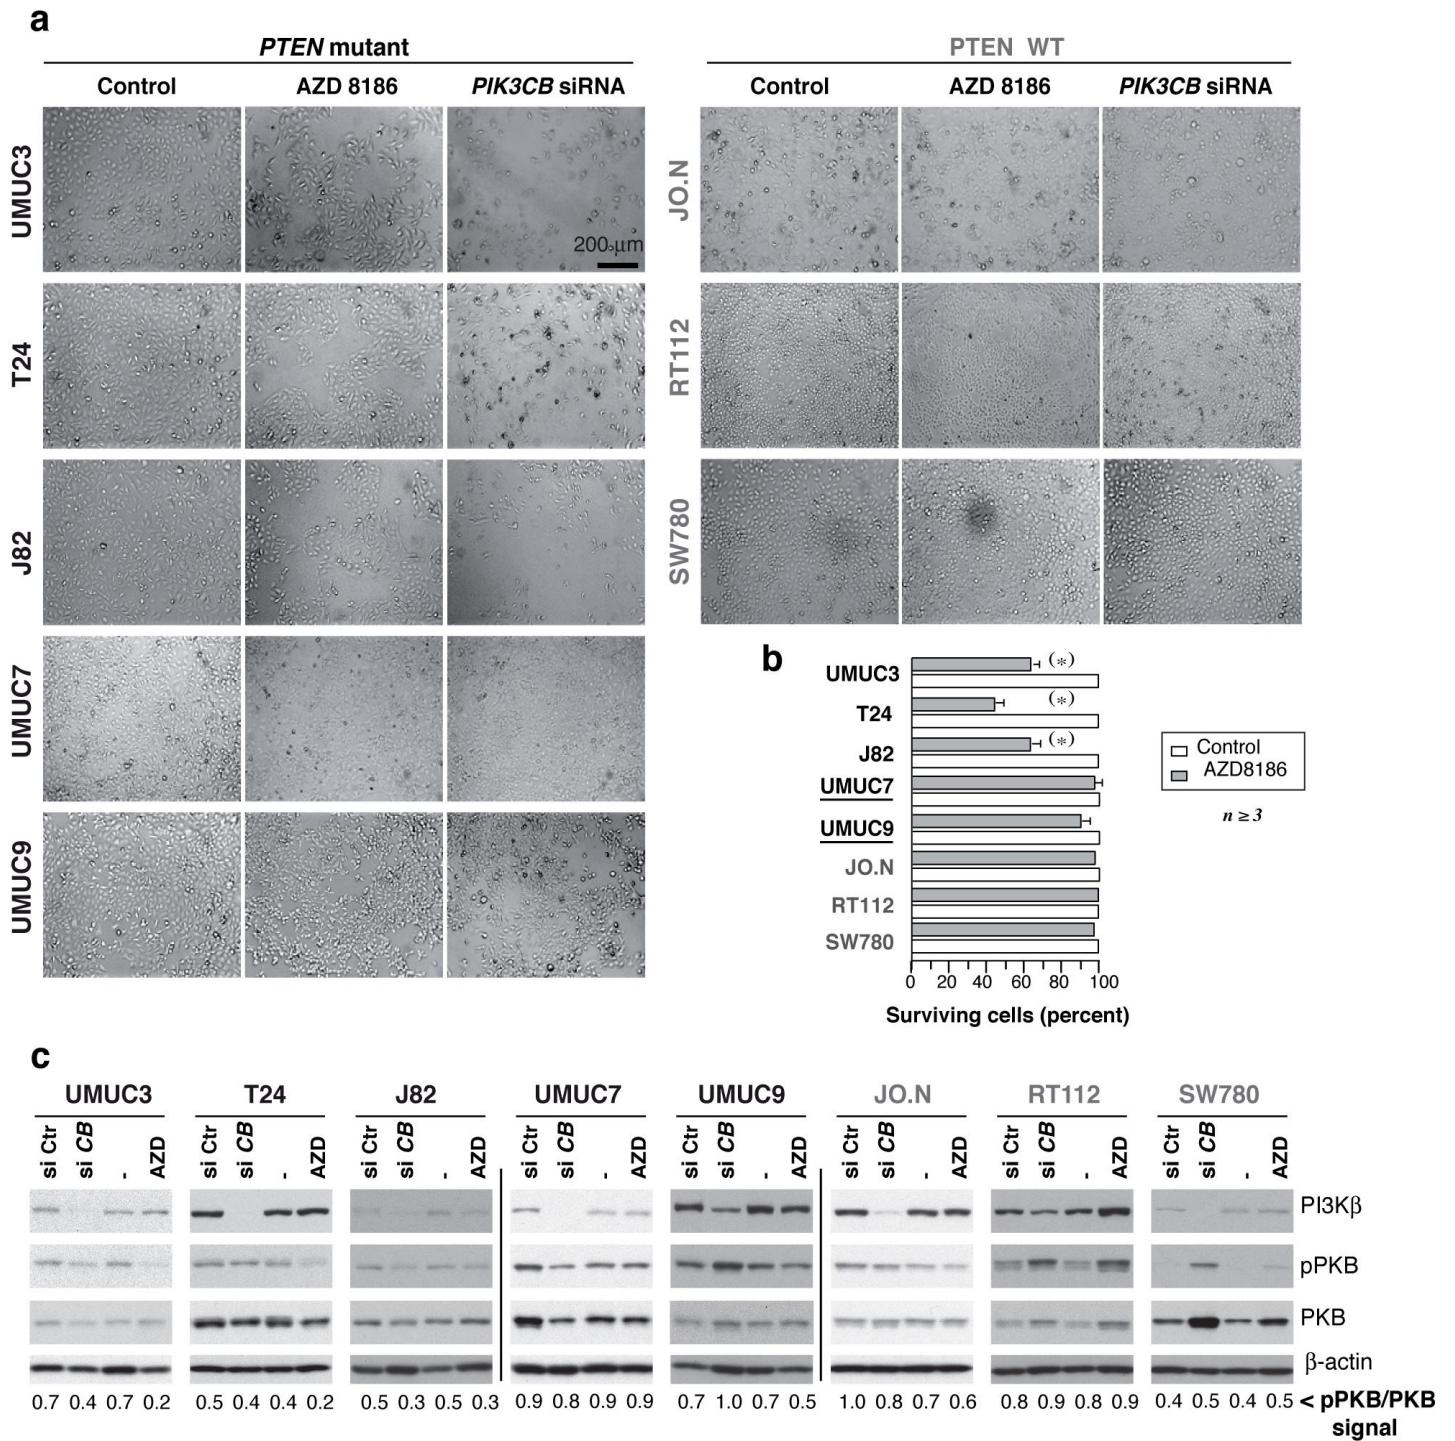 a
PTEN mutant
PTEN WT
Control AZD 8186 PIK3CB siRNA
Control AZD 8186 PIK3CB siRNA
UMUC3
200 µm
T24
J82
UMUC7
UMUC9
JO.N
RT112
SW780
b
UMUC3 (*)
T24 (*)
J82 (*)
UMUC7
UMUC9
JO.N
RT112
SW780
0 20 40 60 80 100
Surviving cells (percent)
Control
AZD8186
n ≥ 3
c
UMUC3 T24 J82 UMUC7 UMUC9 JO.N RT112 SW780
si Ctr si CB - AZD si Ctr si CB - AZD si Ctr si CB - AZD si Ctr si CB - AZD si Ctr si CB - AZD si Ctr si CB - AZD si Ctr si CB - AZD si Ctr si CB - AZD
PI3Kβ
pPKB
PKB
β-actin
0.7 0.4 0.7 0.2 0.5 0.4 0.4 0.2 0.5 0.3 0.5 0.3 0.9 0.8 0.9 0.9 0.7 1.0 0.7 0.5 1.0 0.8 0.7 0.6 0.8 0.9 0.8 0.9 0.4 0.5 0.4 0.5 < pPKB/PKB
signal